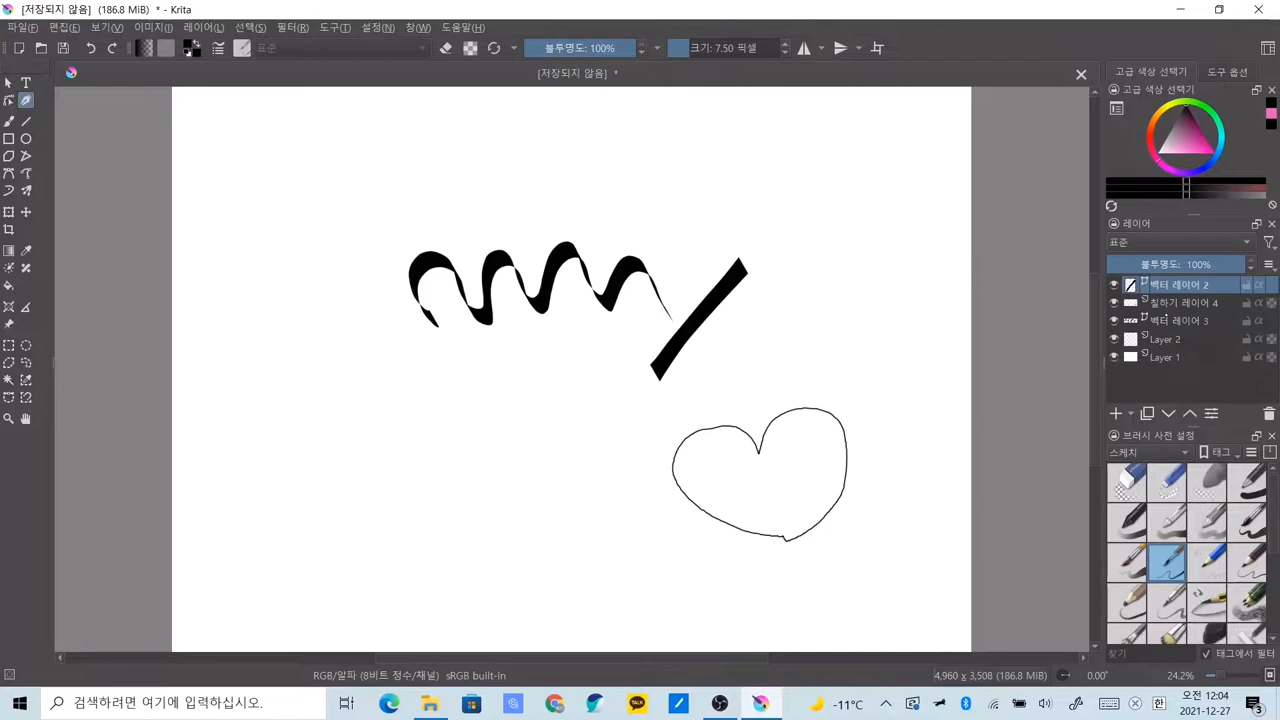 [저장되지 않음] (186.8 MiB) * - Krita
파일(F) 편집(E) 보기(V) 이미지(I) 레이어(L) 선택(S) 필터(R) 도구(T) 설정(N) 창(W) 도움말(H)
표준 불투명도: 100% 크기: 7.50 픽셀
[저장되지 않음] *
고급 색상 선택기 도구 옵션
고급 색상 선택기
레이어
표준
불투명도: 100%
벡터 레이어 2
칠하기 레이어 4
벡터 레이어 3
Layer 2
Layer 1
브러시 사전 설정
스케치 태그
찾기 태그에서 필터
RGB/알파 (8비트 정수/채널) sRGB built-in 4,960 x 3,508 (186.8 MiB) 0.00° 24.2%
검색하려면 여기에 입력하십시오. TALK -11°C 한 오전 12:04
2021-12-27 3